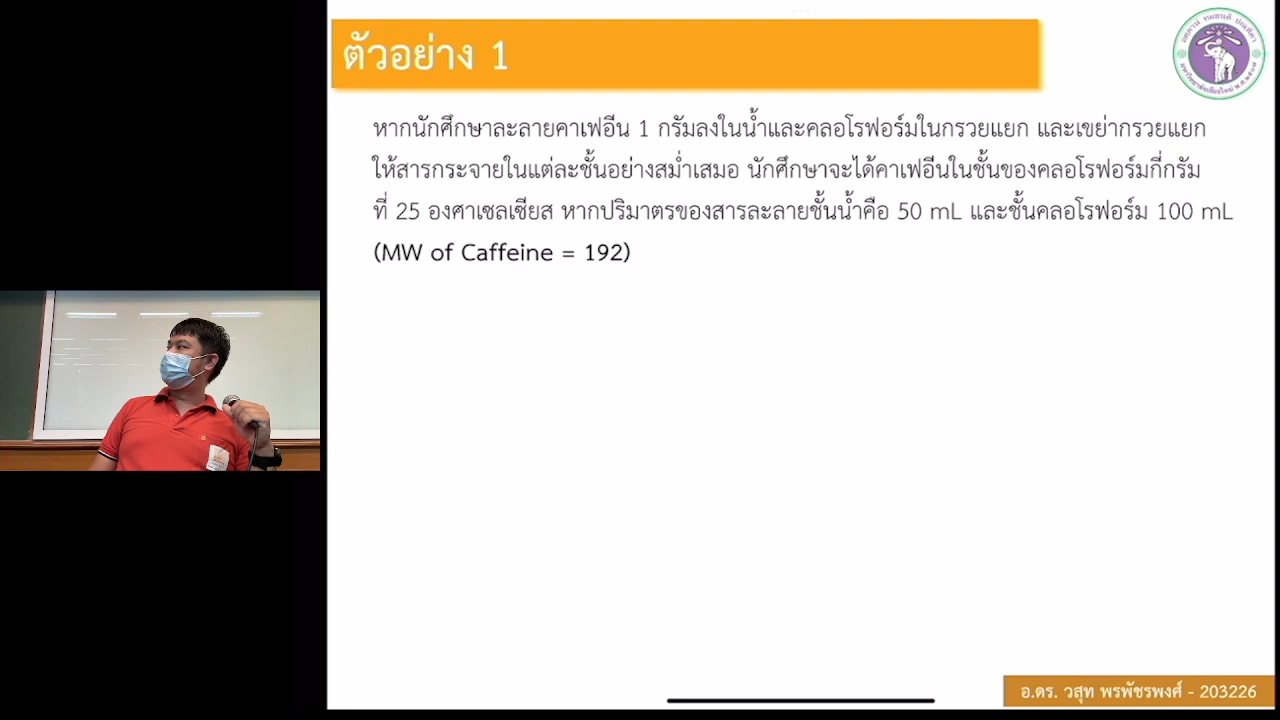 ตัวอย่าง 1
หากนักศึกษาละลายคาเฟอีน 1 กรัมลงในน้ำและคลอโรฟอร์มในกรวยแยก และเขย่ากรวยแยก
ให้สารกระจายในแต่ละชั้นอย่างสม่ำเสมอ นักศึกษาจะได้คาเฟอีนในชั้นของคลอโรฟอร์มกี่กรัม
ที่ 25 องศาเซลเซียส หากปริมาตรของสารละลายชั้นน้ำคือ 50 mL และชั้นคลอโรฟอร์ม 100 mL
(MW of Caffeine = 192)
อ.ดร. วสุท พรพัชรพงศ์ - 203226